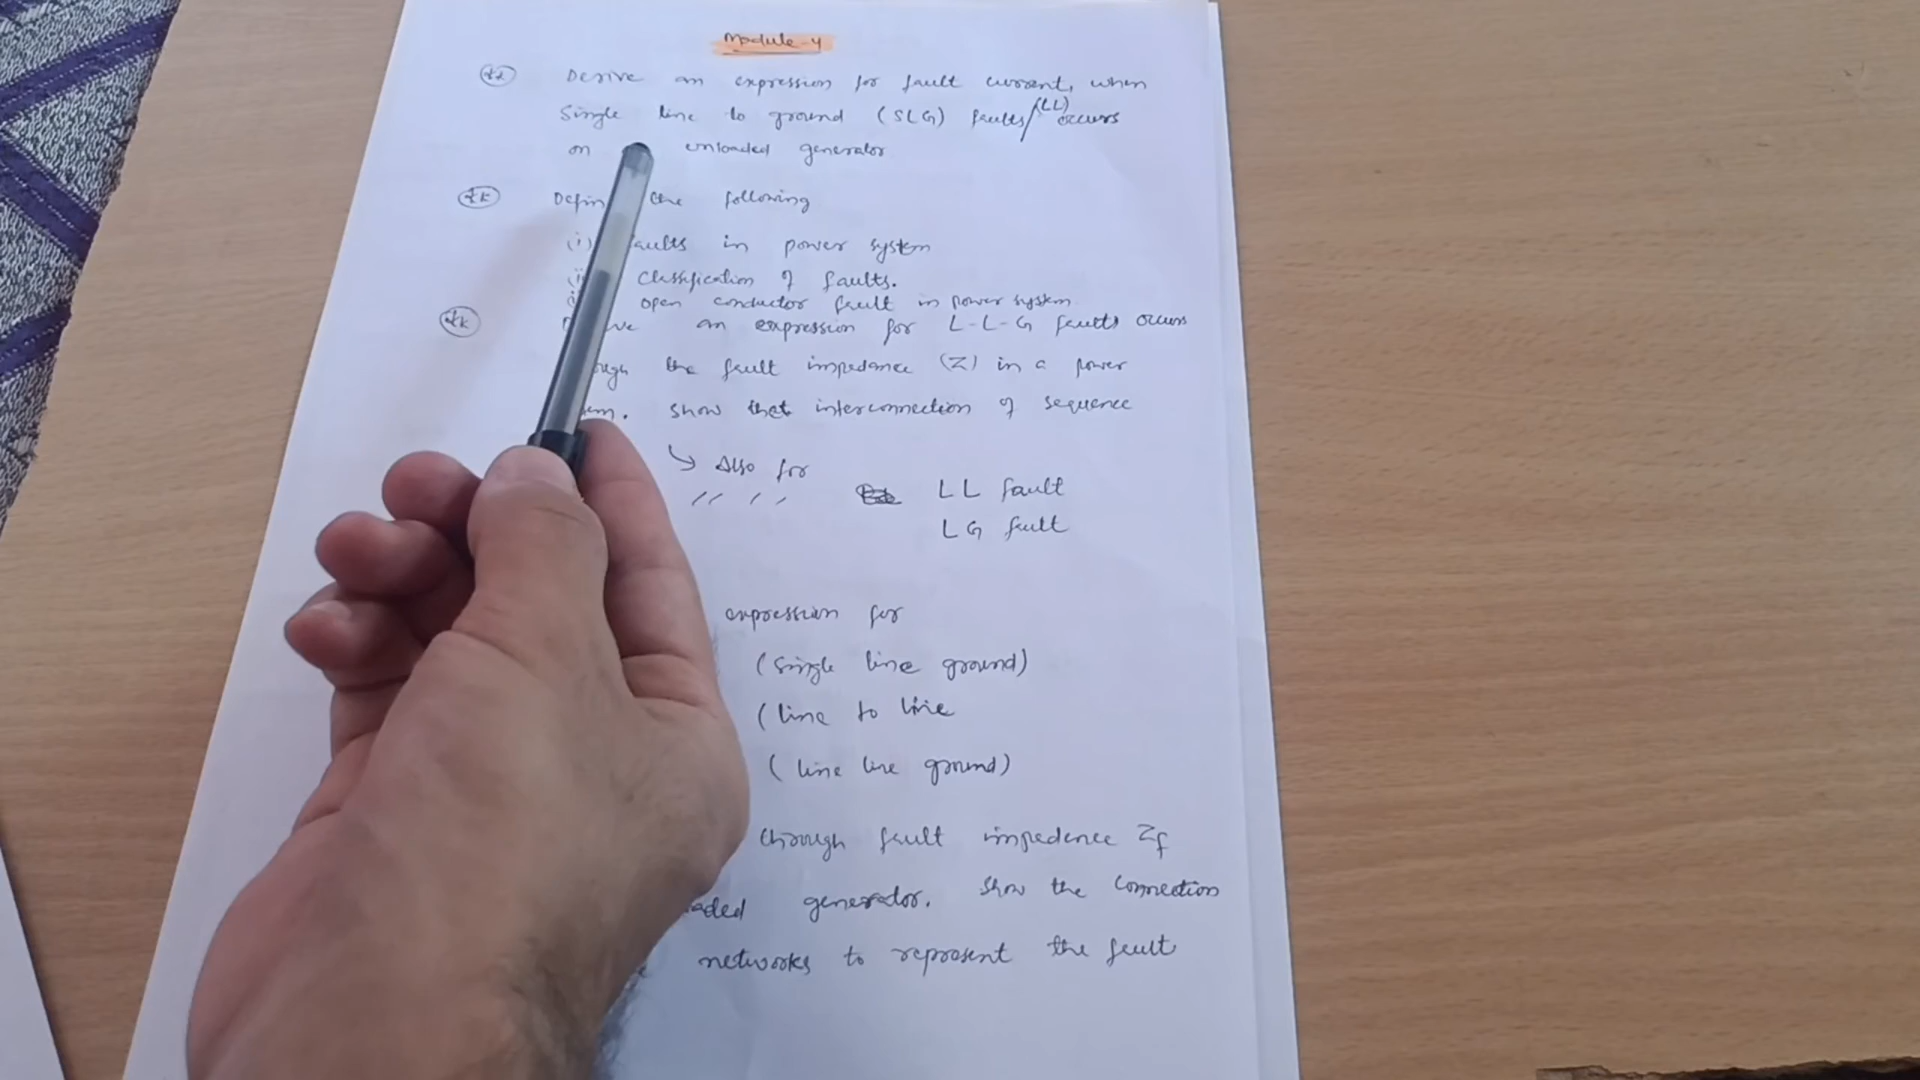 Module-4
Derive an expression for fault current, when
Single line to ground (SLG) faults/(LL) occurs
on unloaded generator
the following
(i) faults in power system
classification of faults.
open conductor fault in power system
an expression for L-L-G faults occurs
the fault impedance (Z) in a power
show that interconnection of sequence
↳ Also for
〃 〃 LL fault
LG fault
expression for
(Single line ground)
(line to line
(line line ground)
through fault impedence Zf
generator. Show the connection
networks to represent the fault